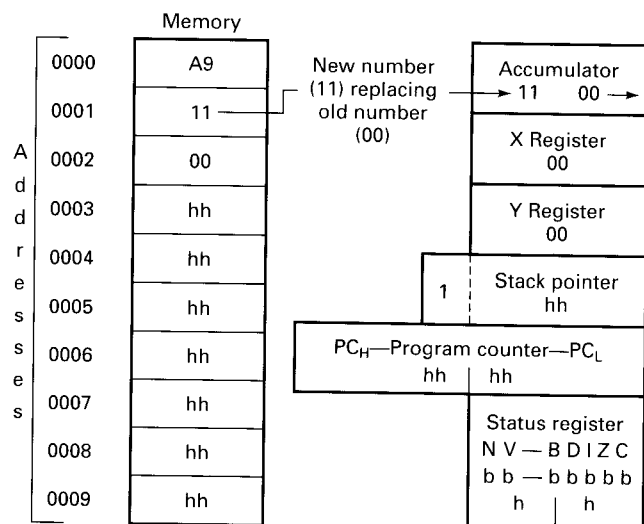 Memory
Addresses
0000 A9
0001 11
0002 00
0003 hh
0004 hh
0005 hh
0006 hh
0007 hh
0008 hh
0009 hh
New number
(11) replacing
old number
(00)
Accumulator
11 00
X Register
00
Y Register
00
1
Stack pointer
hh
PCH—Program counter—PCL
hh hh
Status register
N V — B D I Z C
b b — b b b b b
h h